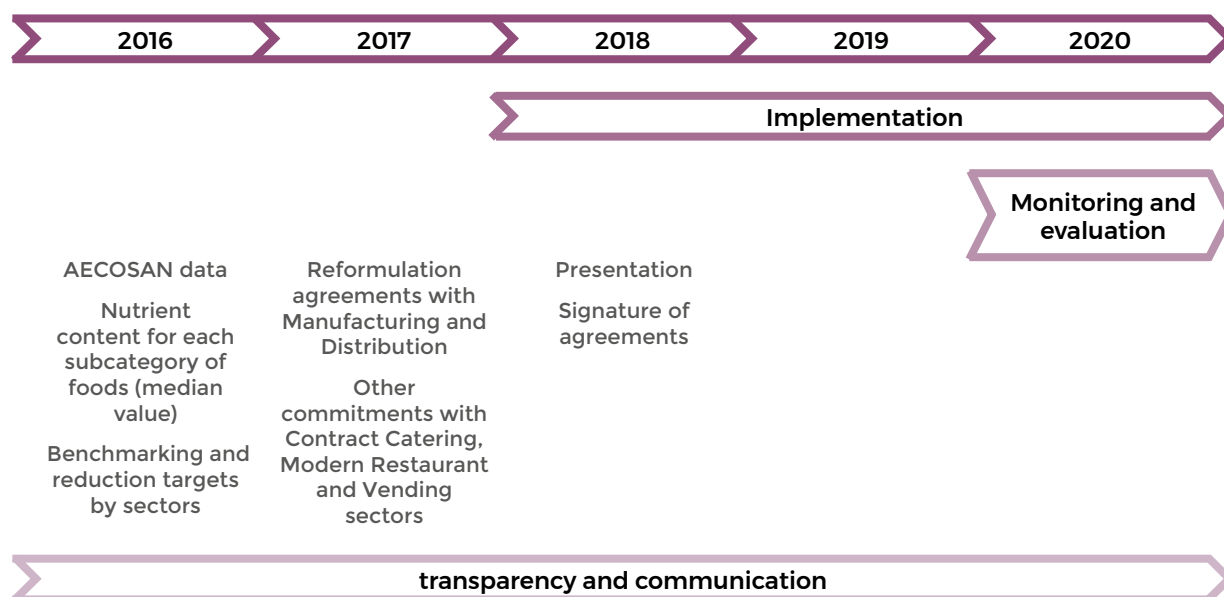 2016
2017
2018
2019
2020
Implementation
Monitoring and
evaluation
AECOSAN data
Nutrient
content for each
subcategory of
foods (median
value)
Benchmarking and
reduction targets
by sectors
Reformulation
agreements with
Manufacturing and
Distribution
Other
commitments with
Contract Catering,
Modern Restaurant
and Vending
sectors
Presentation
Signature of
agreements
transparency and communication